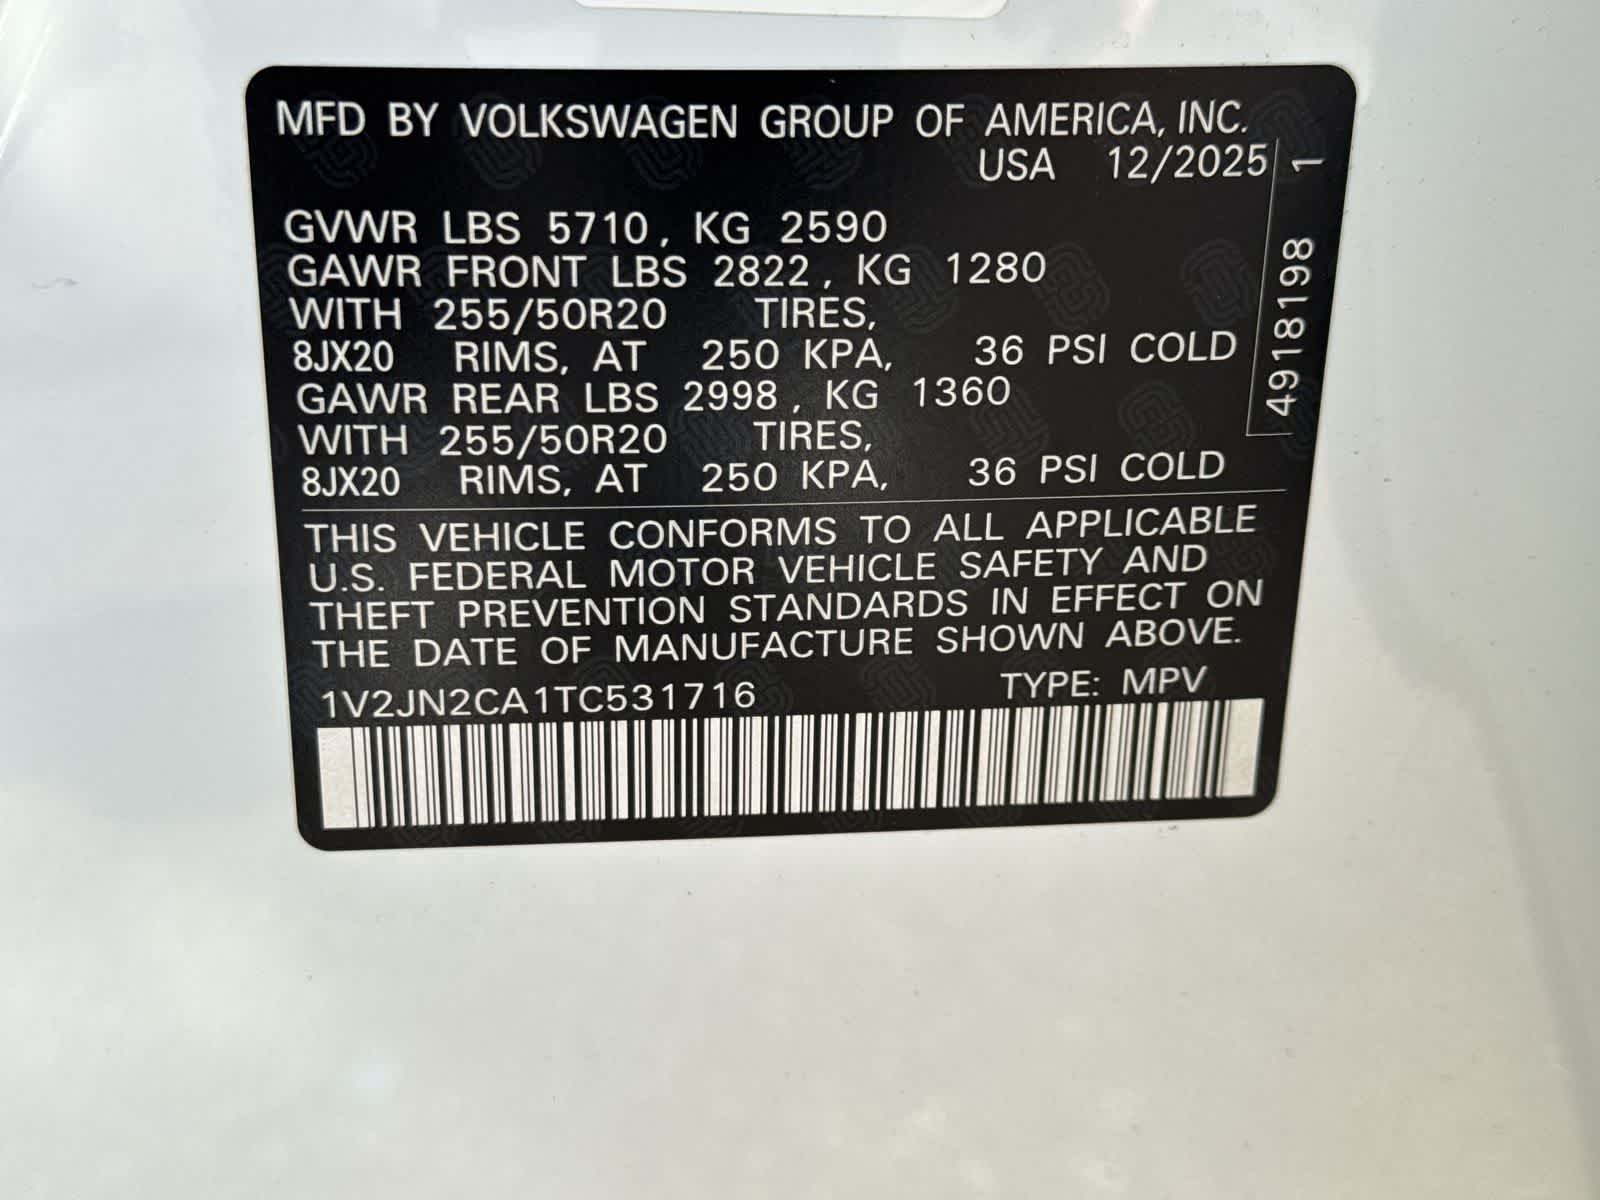 MFD BY VOLKSWAGEN GROUP OF AMERICA, INC.
USA 12/2025
GVWR LBS 5710, KG 2590
GAWR FRONT LBS 2822, KG 1280
WITH 255/50R20 TIRES,
8JX20 RIMS, AT 250 KPA, 36 PSI COLD
GAWR REAR LBS 2998, KG 1360
WITH 255/50R20 TIRES,
8JX20 RIMS, AT 250 KPA, 36 PSI COLD
4918198 1
THIS VEHICLE CONFORMS TO ALL APPLICABLE
U.S. FEDERAL MOTOR VEHICLE SAFETY AND
THEFT PREVENTION STANDARDS IN EFFECT ON
THE DATE OF MANUFACTURE SHOWN ABOVE.
1V2JN2CA1TC531716 TYPE: MPV